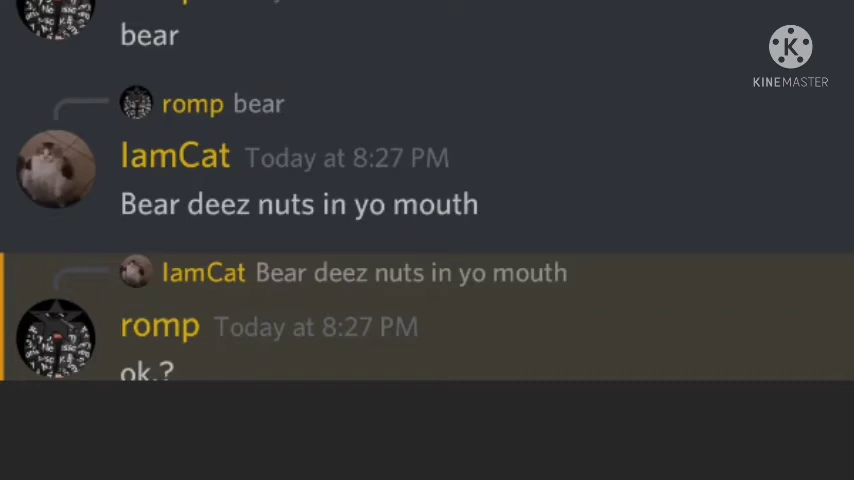 bear
K
KINEMASTER
romp bear
IamCat Today at 8:27 PM
Bear deez nuts in yo mouth
IamCat Bear deez nuts in yo mouth
romp Today at 8:27 PM
ok.?